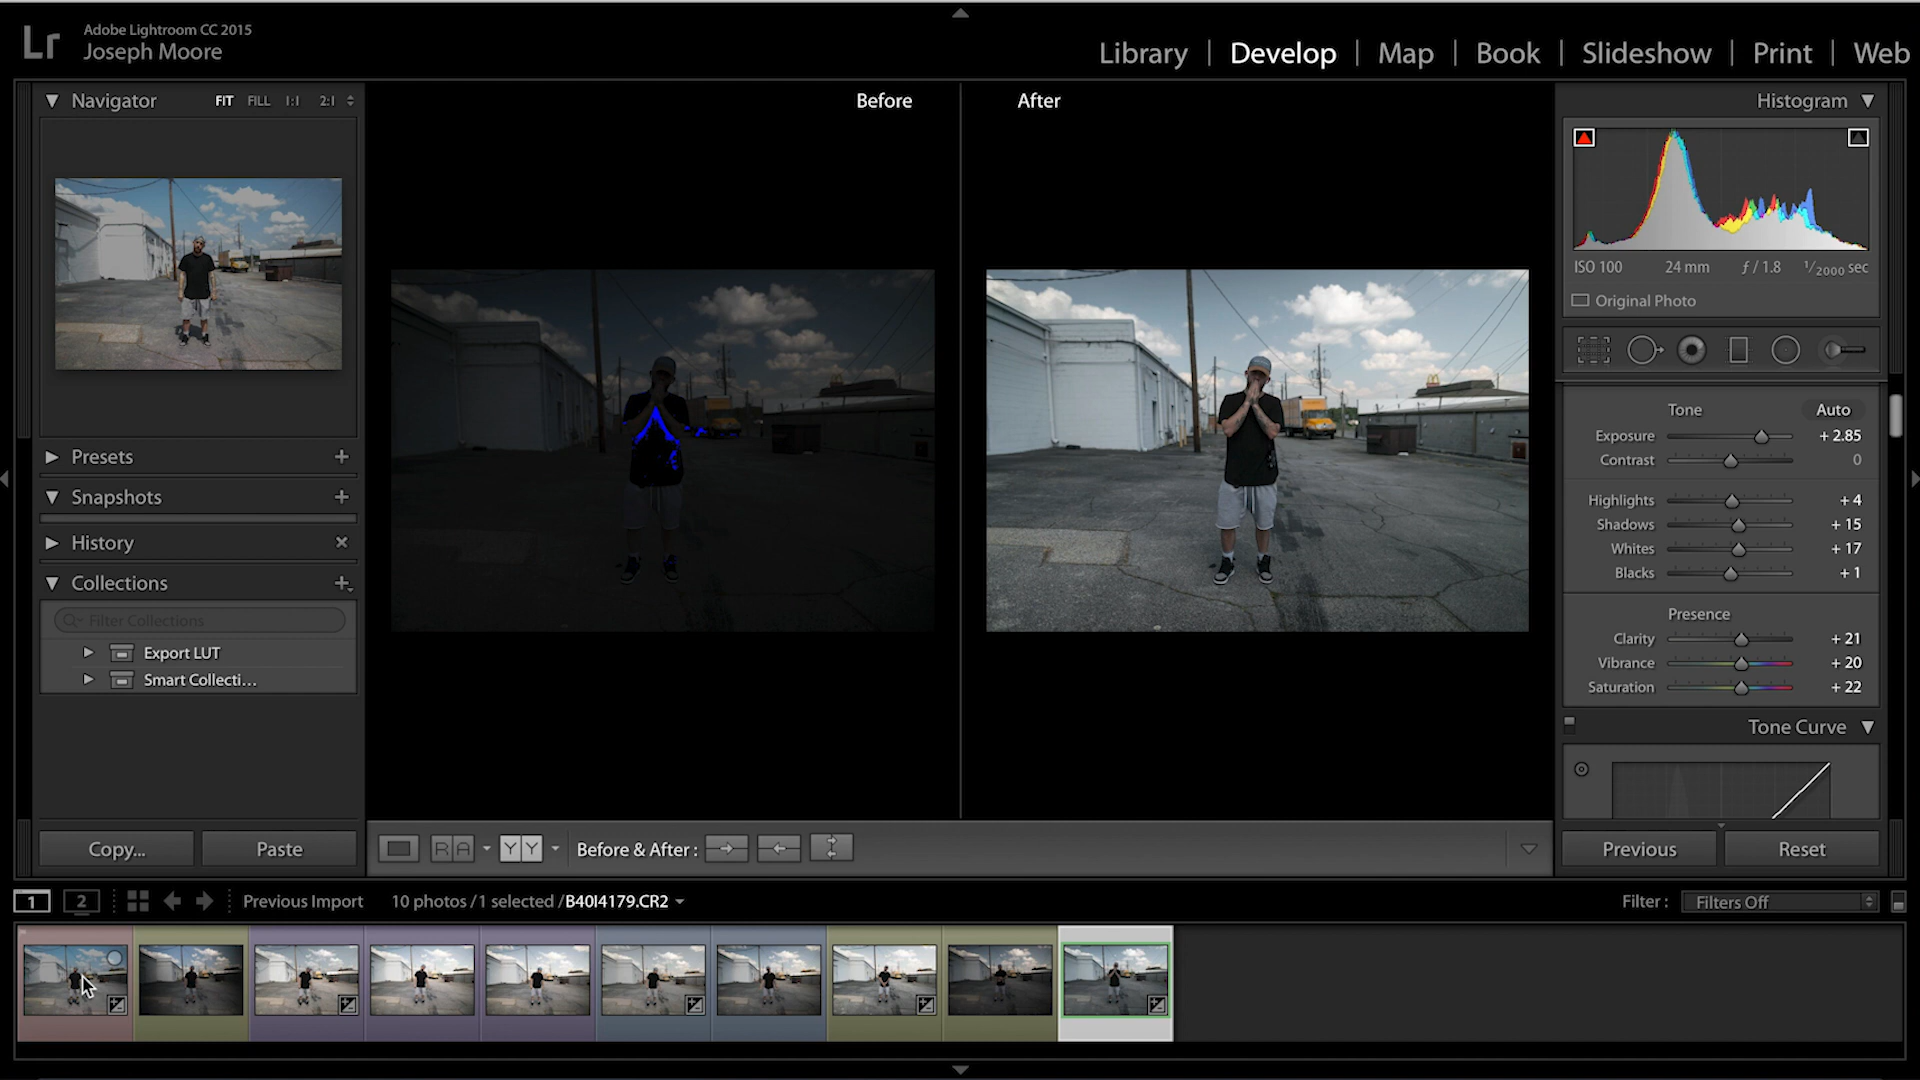 Lr
Adobe Lightroom CC 2015
Joseph Moore
Library | Develop | Map | Book | Slideshow | Print | Web
Navigator FIT FILL 1:1 2:1
Before
After
Histogram
ISO 100 24 mm ƒ / 1.8 1/2000 sec
Original Photo
Tone Auto
Exposure + 2.85
Contrast 0
Highlights + 4
Shadows + 15
Whites + 17
Blacks + 1
Presence
Clarity + 21
Vibrance + 20
Saturation + 22
Tone Curve
Presets
Snapshots
History
Collections
Filter Collections
Export LUT
Smart Collecti...
Copy... Paste
R A Y Y Before & After :
Previous Reset
1 2 Previous Import 10 photos / 1 selected / B40I4179.CR2
Filter : Filters Off